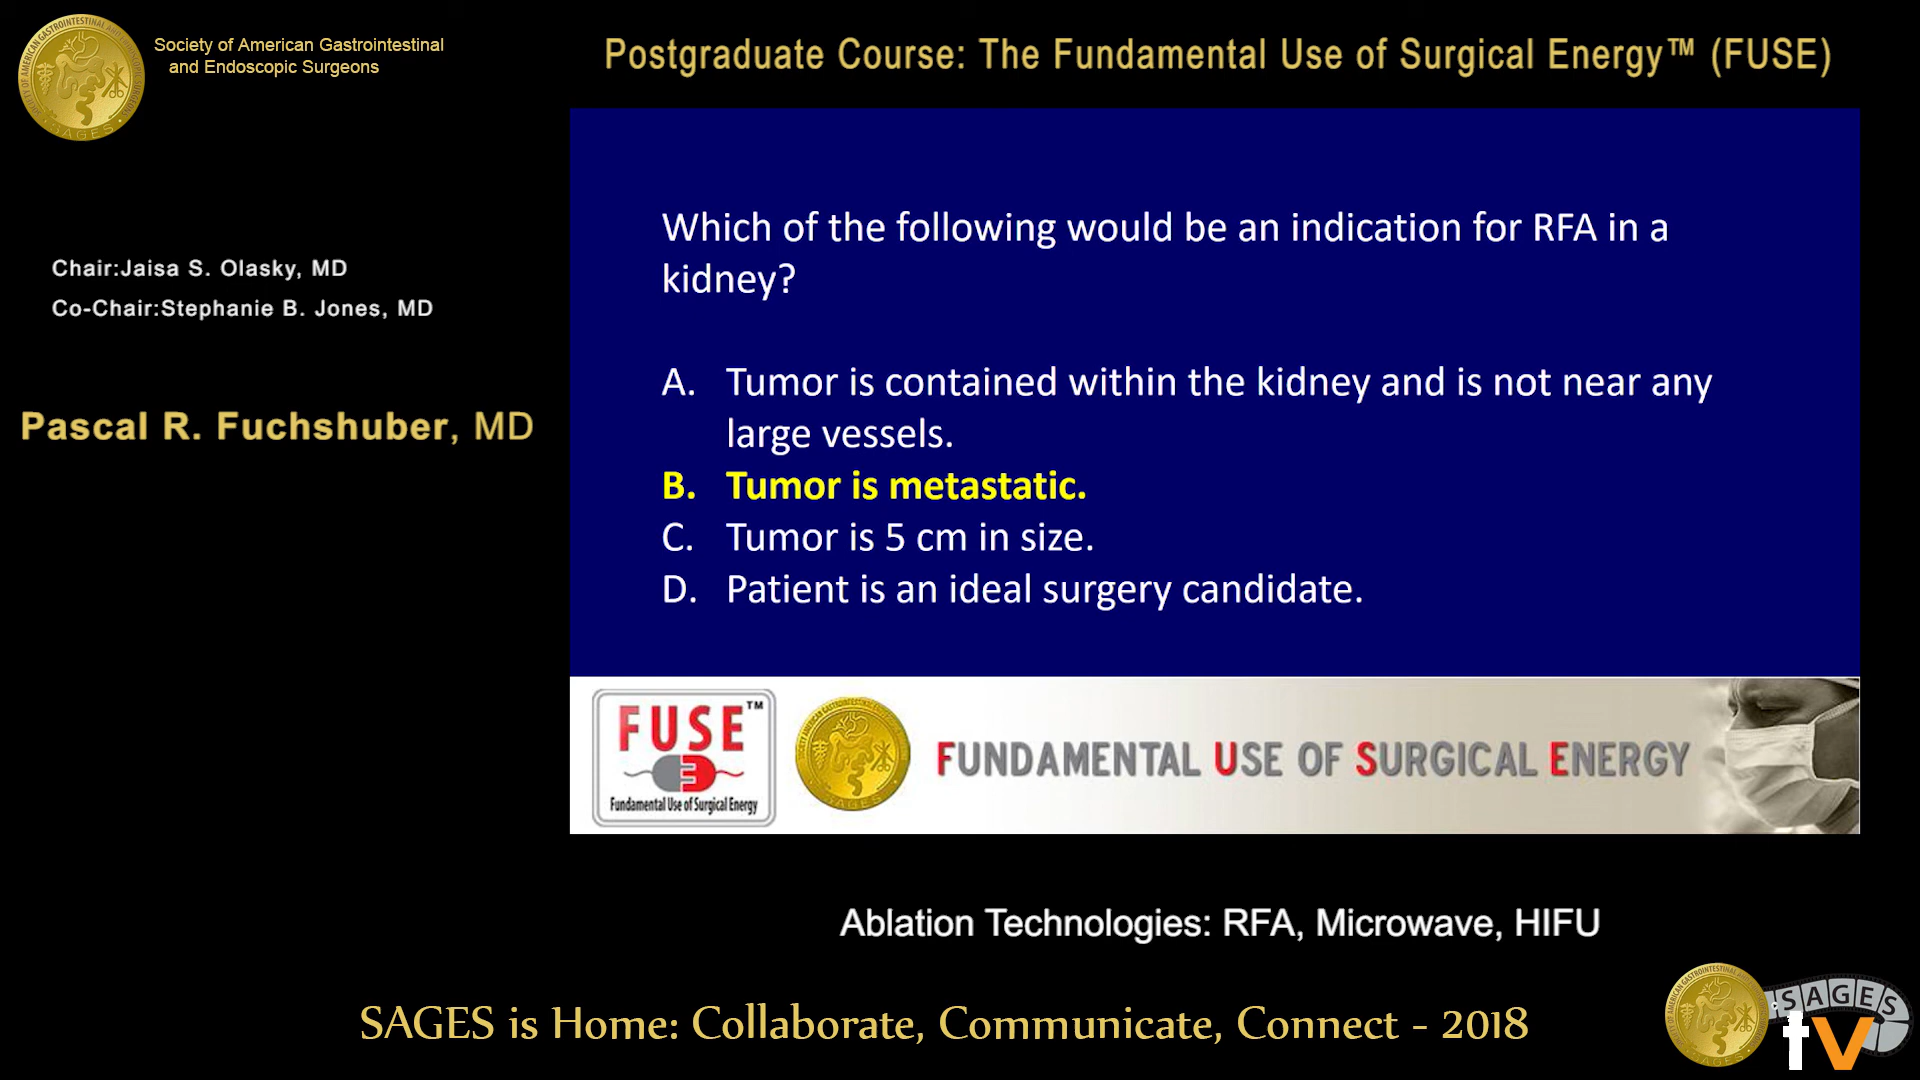 Society of American Gastrointestinal
and Endoscopic Surgeons
Postgraduate Course: The Fundamental Use of Surgical Energy™ (FUSE)
Chair:Jaisa S. Olasky, MD
Co-Chair:Stephanie B. Jones, MD
Pascal R. Fuchshuber, MD
Which of the following would be an indication for RFA in a
kidney?
A. Tumor is contained within the kidney and is not near any
large vessels.
B. Tumor is metastatic.
C. Tumor is 5 cm in size.
D. Patient is an ideal surgery candidate.
FUSE™
Fundamental Use of Surgical Energy
FUNDAMENTAL USE OF SURGICAL ENERGY
Ablation Technologies: RFA, Microwave, HIFU
SAGES is Home: Collaborate, Communicate, Connect - 2018
SAGES
tv